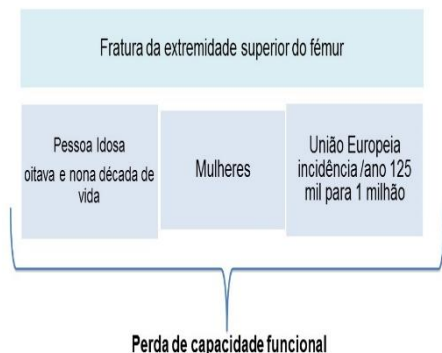 Fratura da extremidade superior do fémur
Pessoa Idosa
oitava e nona década de
vida
Mulheres
União Europeia
incidência /ano 125
mil para 1 milhão
Perda de capacidade funcional